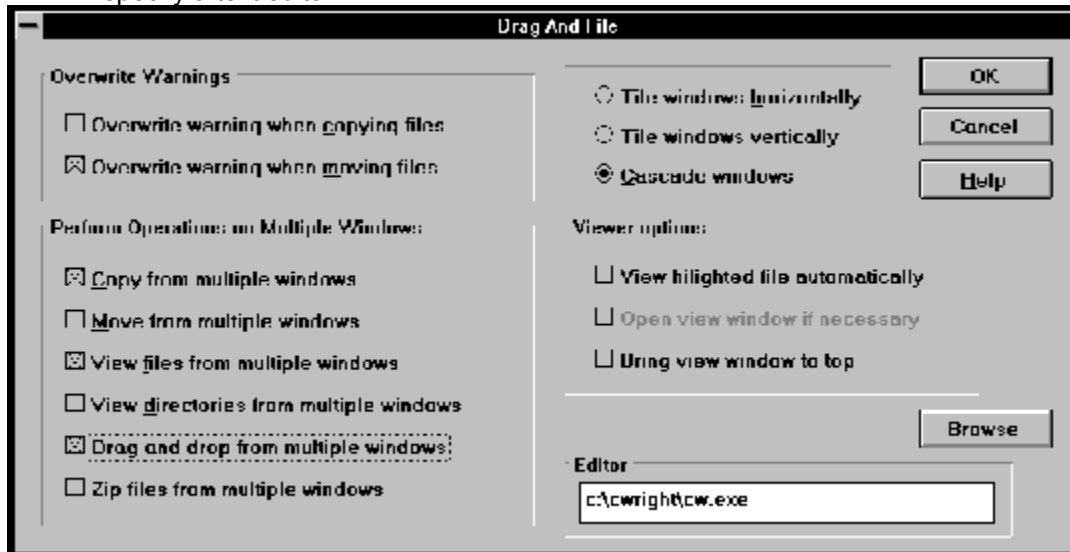 Drag And File
Overwrite Warnings
Overwrite warning when copying files
Overwrite warning when moving files
Perform Operations on Multiple Windows
Copy from multiple windows
Move from multiple windows
View files from multiple windows
View directories from multiple windows
Drag and drop from multiple windows
Zip files from multiple windows
Tile windows horizontally
Tile windows vertically
Cascade windows
Viewer options
View hilighted file automatically
Open view window if necessary
Bring view window to top
OK
Cancel
Help
Browse
Editor
c:\cwright\cw.exe